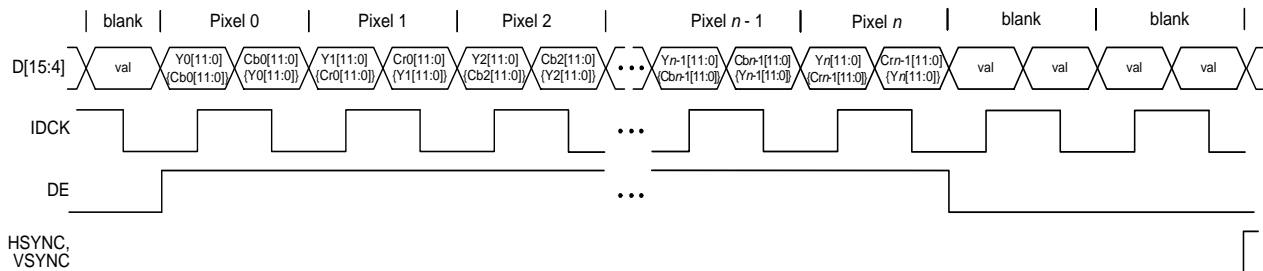 blank Pixel 0 Pixel 1 Pixel 2 Pixel n - 1 Pixel n blank blank
D[15:4] val Y0[11:0] Cb0[11:0] Y1[11:0] Cr0[11:0] Y2[11:0] Cb2[11:0] ... Yn-1[11:0] Cbn-1[11:0] Yn[11:0] Crn-1[11:0] val val val val
{Cb0[11:0]} {Y0[11:0]} {Cr0[11:0]} {Y1[11:0]} {Cb2[11:0]} {Y2[11:0]} {Cbn-1[11:0]} {Yn-1[11:0]} {Crn-1[11:0]} {Yn[11:0]}
IDCK ...
DE ...
HSYNC,
VSYNC